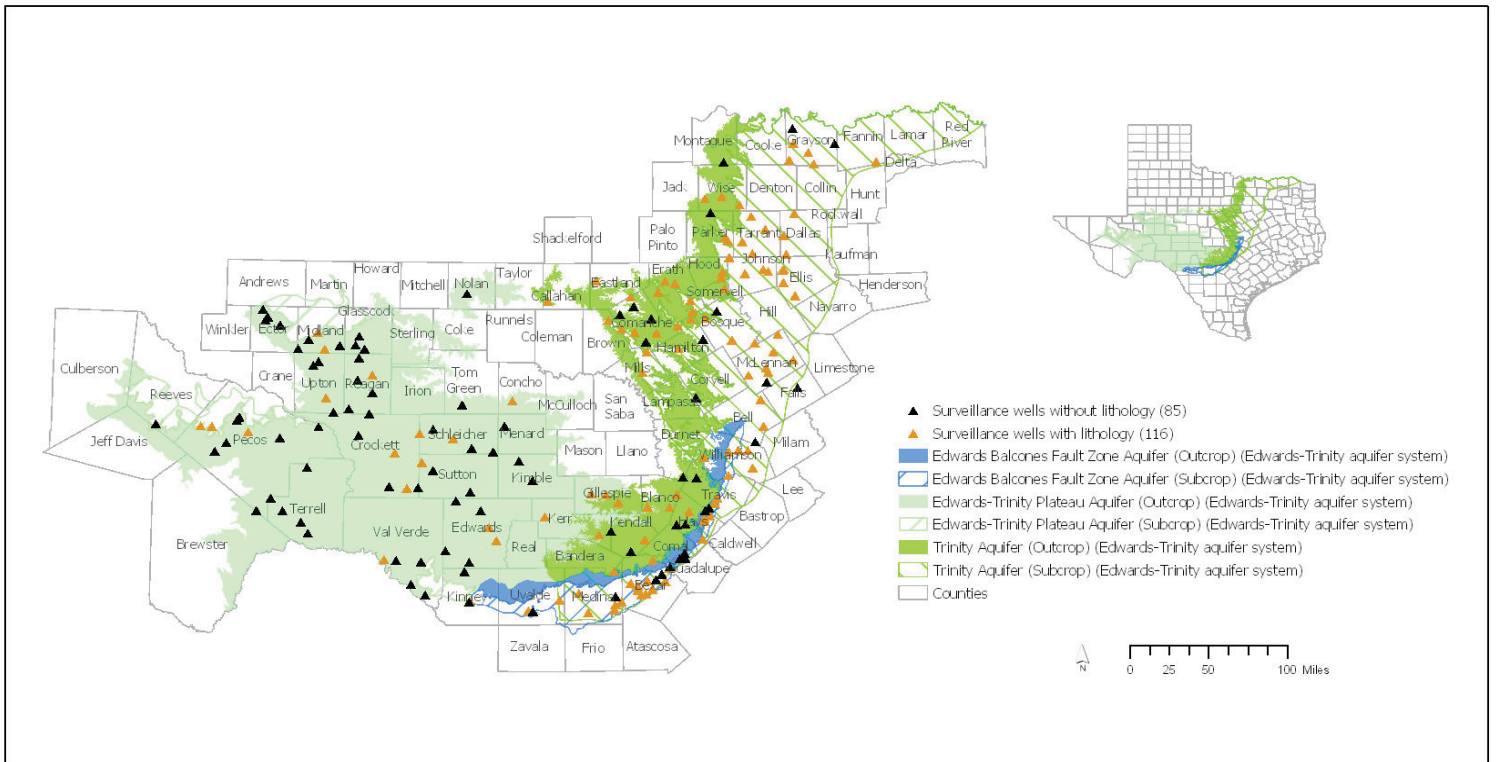 Red
Montague
Cooke
Grayson
Fannin
Lamar
River
Delta
Jack
Wise
Denton
Collin
Hunt
Rockwall
Palo
Pinto
Parker
Tarrant
Dallas
Shackelford
Kaufman
Johnson
Hood
Erath
Eastland
Ellis
Henderson
Andrews
Martin
Howard
Mitchell
Nolan
Taylor
Callahan
Somervell
Navarro
Hill
Bosque
Comanche
Winkler
Ector
Midland
Glasscock
Sterling
Coke
Runnels
Coleman
Brown
Hamilton
Mills
McLennan
Limestone
Culberson
Reeves
Crane
Upton
Reagan
Irion
Tom
Green
Concho
McCulloch
San
Saba
Lampasas
Coryell
Falls
Bell
Jeff Davis
Pecos
Crockett
Schleicher
Menard
Mason
Llano
Burnet
Milam
Williamson
Sutton
Kimble
Gillespie
Blanco
Travis
Lee
Bastrop
Terrell
Val Verde
Edwards
Kerr
Kendall
Hays
Caldwell
Brewster
Real
Bandera
Comal
Guadalupe
Kinney
Uvalde
Medina
Bexar
Zavala
Frio
Atascosa
Surveillance wells without lithology (85)
Surveillance wells with lithology (116)
Edwards Balcones Fault Zone Aquifer (Outcrop) (Edwards-Trinity aquifer system)
Edwards Balcones Fault Zone Aquifer (Subcrop) (Edwards-Trinity aquifer system)
Edwards-Trinity Plateau Aquifer (Outcrop) (Edwards-Trinity aquifer system)
Edwards-Trinity Plateau Aquifer (Subcrop) (Edwards-Trinity aquifer system)
Trinity Aquifer (Outcrop) (Edwards-Trinity aquifer system)
Trinity Aquifer (Subcrop) (Edwards-Trinity aquifer system)
Counties
N
0 25 50 100 Miles